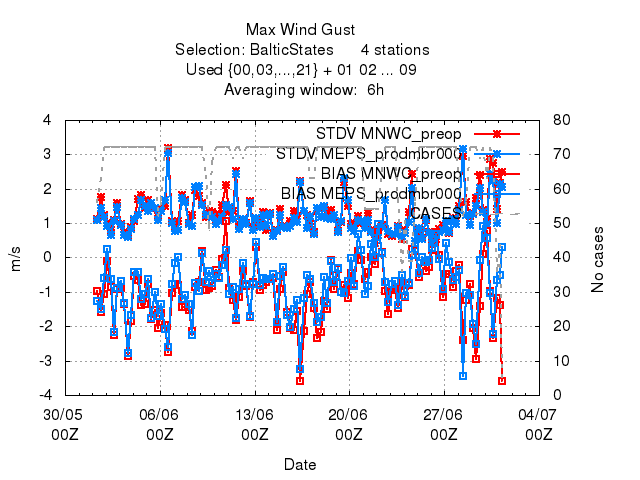 Max Wind Gust
Selection: BalticStates 4 stations
Used {00,03,...,21} + 01 02 ... 09
Averaging window: 6h
4 80
STDV MNWC_preop
3 70
STDV MEPS_prodmbr000
BIAS MNWC_preop
2 60
BIAS MEPS_prodmbr000
CASES
1 50
0 40
-1 30
-2 20
-3 10
-4 0
m/s
No cases
30/05 06/06 13/06 20/06 27/06 04/07
00Z 00Z 00Z 00Z 00Z 00Z
Date